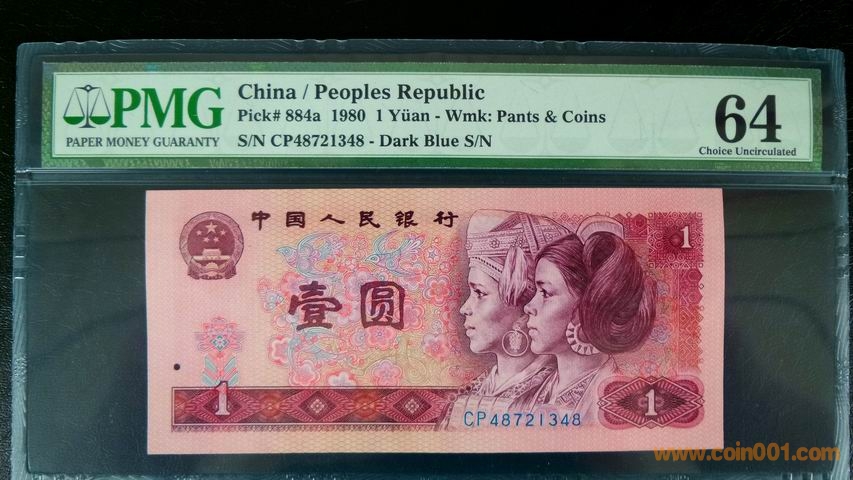 PMG
PAPER MONEY GUARANTY
China / Peoples Republic
Pick# 884a 1980 1 Yüan - Wmk: Pants & Coins
S/N CP48721348 - Dark Blue S/N
64
Choice Uncirculated
中国人民银行
1
壹圆
1
CP48721348
1
www.coin001.com